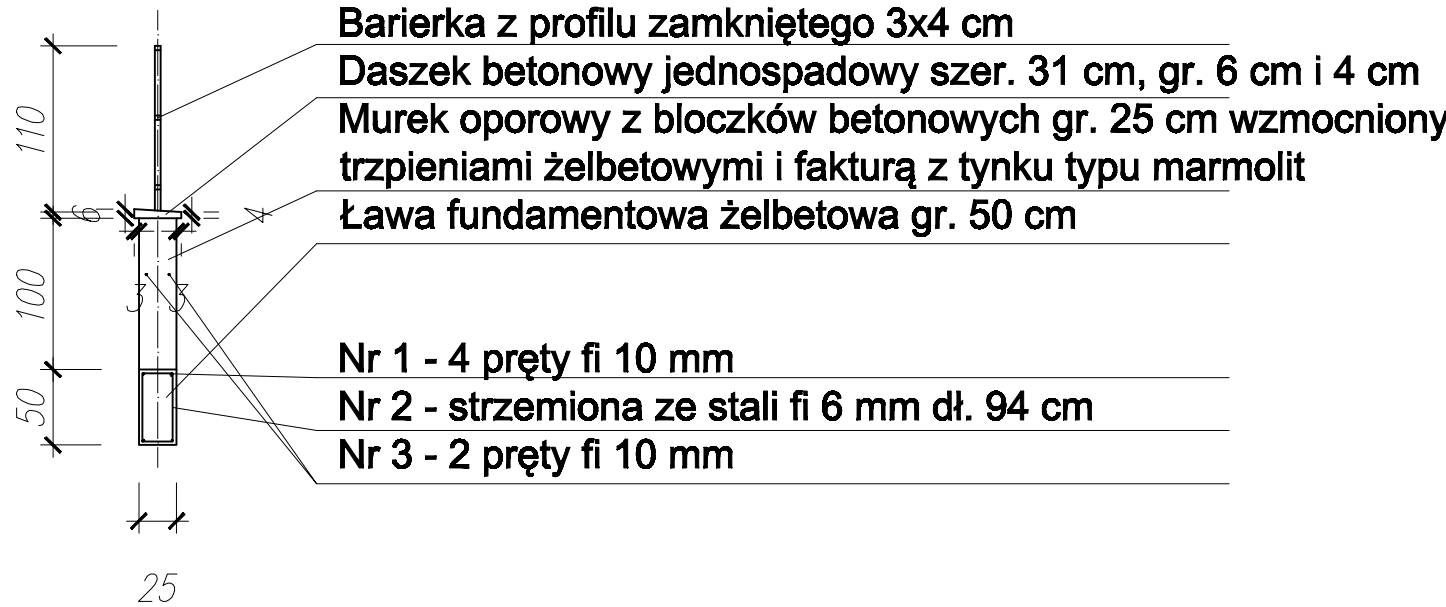 Barierka z profilu zamkniętego 3x4 cm
Daszek betonowy jednospadowy szer. 31 cm, gr. 6 cm i 4 cm
Murek oporowy z bloczków betonowych gr. 25 cm wzmocniony
trzpieniami żelbetowymi i fakturą z tynku typu marmolit
Ława fundamentowa żelbetowa gr. 50 cm
Nr 1 - 4 pręty fi 10 mm
Nr 2 - strzemiona ze stali fi 6 mm dł. 94 cm
Nr 3 - 2 pręty fi 10 mm
110
6
4
100
3
3
50
25